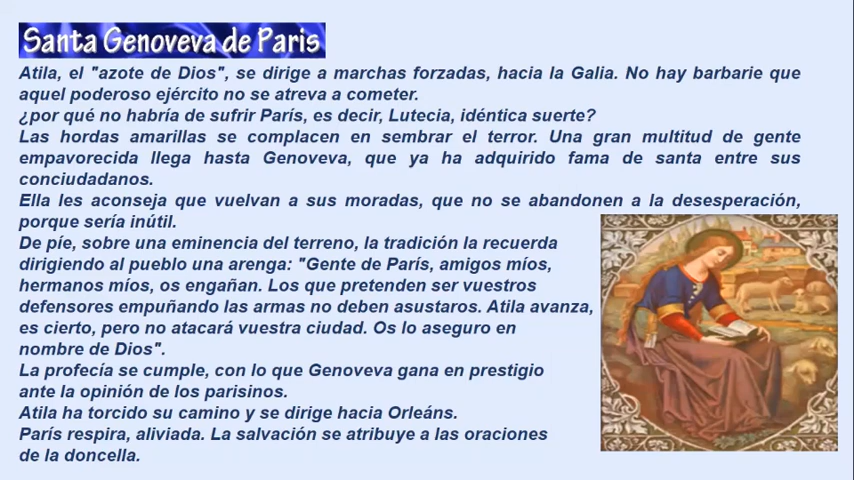 Santa Genoveva de Paris
Atila, el "azote de Dios", se dirige a marchas forzadas, hacia la Galia. No hay barbarie que
aquel poderoso ejército no se atreva a cometer.
¿por qué no habría de sufrir París, es decir, Lutecia, idéntica suerte?
Las hordas amarillas se complacen en sembrar el terror. Una gran multitud de gente
empavorecida llega hasta Genoveva, que ya ha adquirido fama de santa entre sus
conciudadanos.
Ella les aconseja que vuelvan a sus moradas, que no se abandonen a la desesperación,
porque sería inútil.
De píe, sobre una eminencia del terreno, la tradición la recuerda
dirigiendo al pueblo una arenga: "Gente de París, amigos míos,
hermanos míos, os engañan. Los que pretenden ser vuestros
defensores empuñando las armas no deben asustaros. Atila avanza,
es cierto, pero no atacará vuestra ciudad. Os lo aseguro en
nombre de Dios".
La profecía se cumple, con lo que Genoveva gana en prestigio
ante la opinión de los parisinos.
Atila ha torcido su camino y se dirige hacia Orleáns.
París respira, aliviada. La salvación se atribuye a las oraciones
de la doncella.